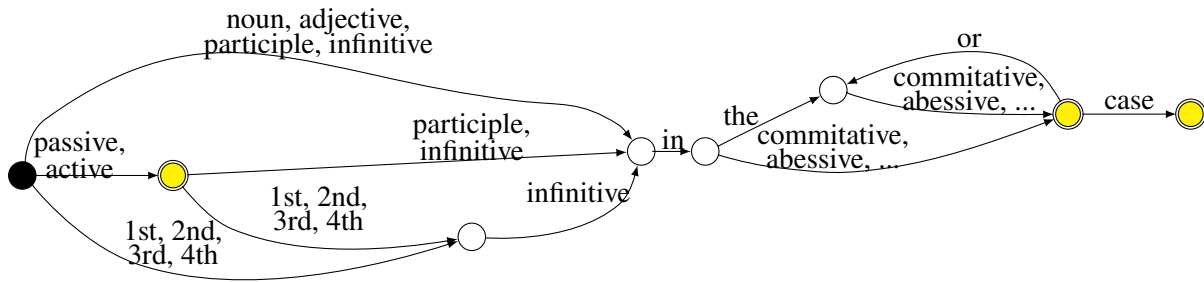 noun, adjective,
participle, infinitive
passive,
active
participle,
infinitive
1st, 2nd,
3rd, 4th
1st, 2nd,
3rd, 4th
infinitive
in
the
or
commitative,
abessive, ...
commitative,
abessive, ...
case